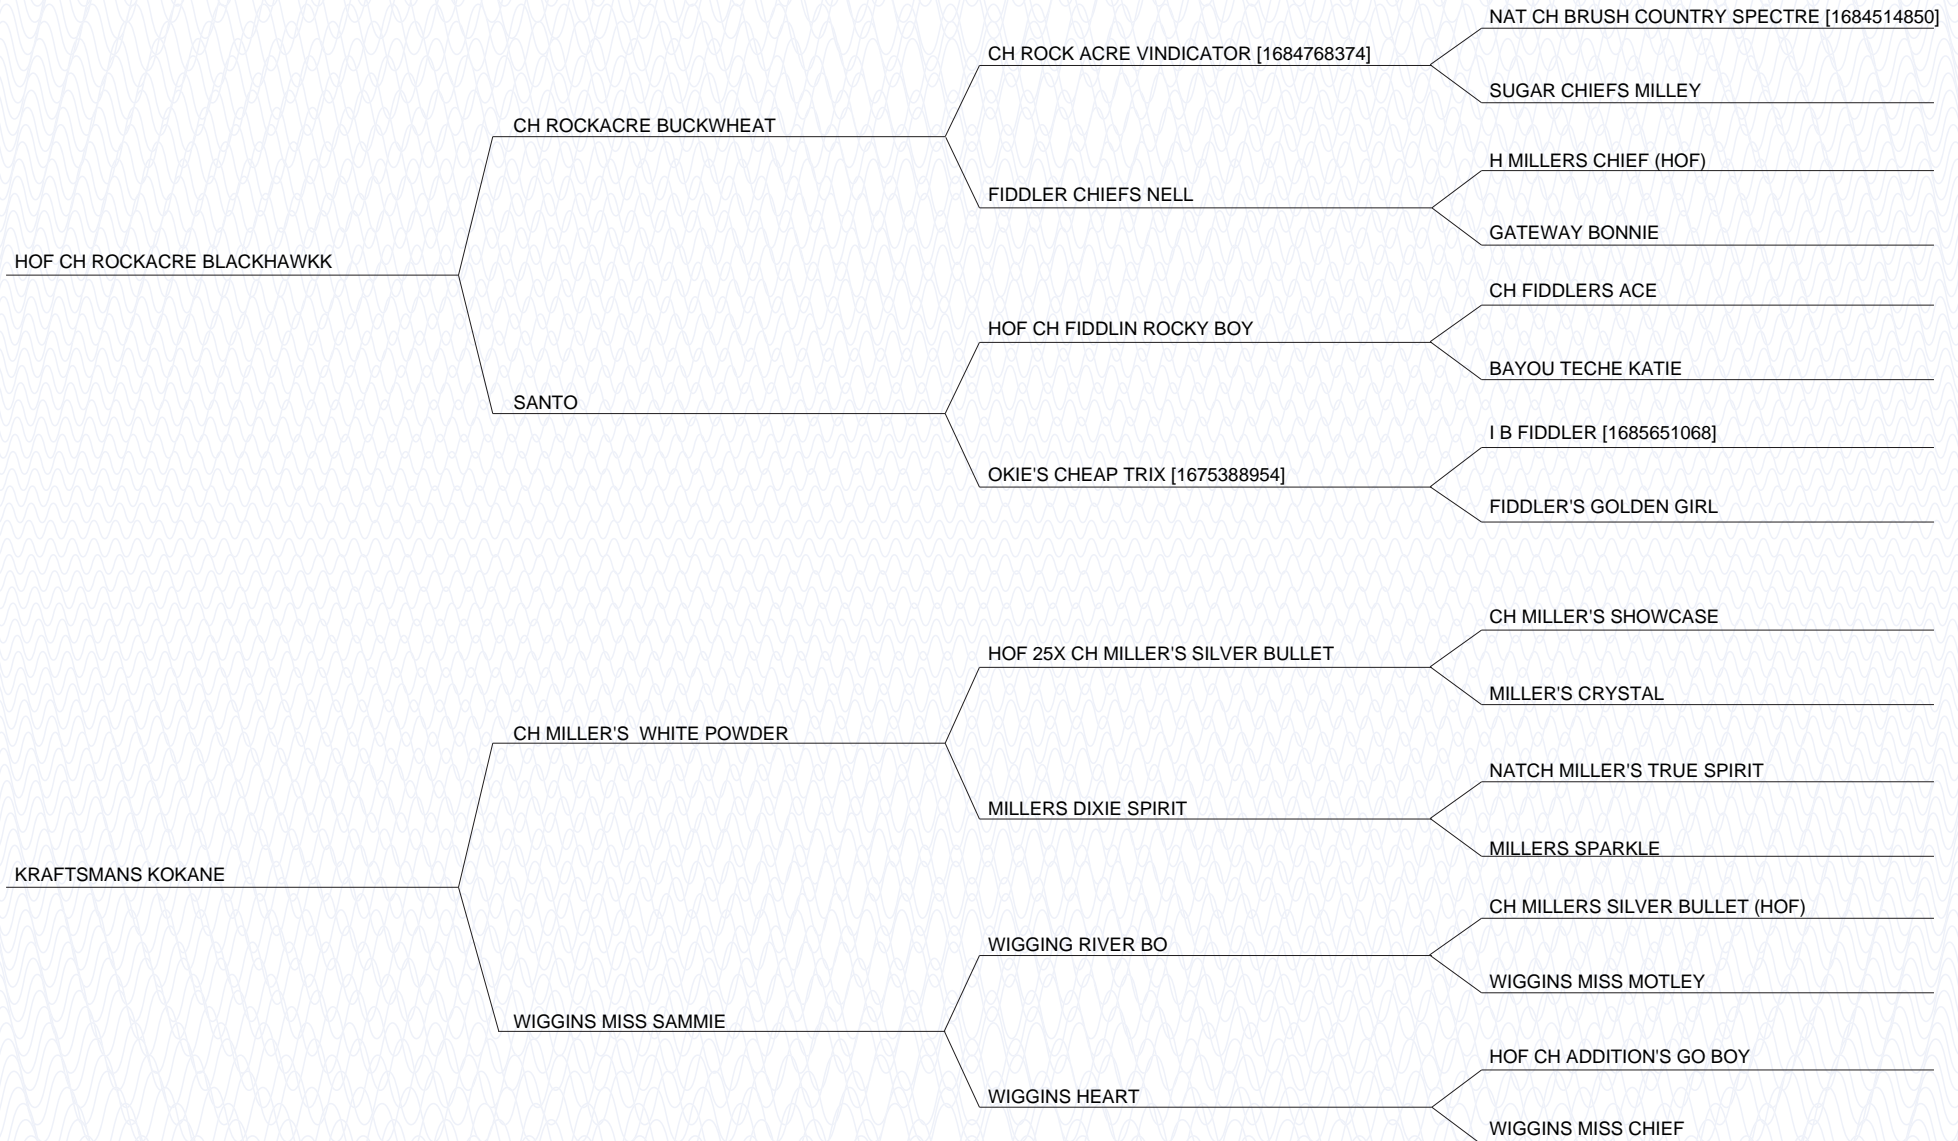 NAT CH BRUSH COUNTRY SPECTRE [1684514850]
CH ROCK ACRE VINDICATOR [1684768374]
SUGAR CHIEFS MILLEY
CH ROCKACRE BUCKWHEAT
H MILLERS CHIEF (HOF)
FIDDLER CHIEFS NELL
GATEWAY BONNIE
HOF CH ROCKACRE BLACKHAWKK
CH FIDDLERS ACE
HOF CH FIDDLIN ROCKY BOY
BAYOU TECHE KATIE
SANTO
I B FIDDLER [1685651068]
OKIE'S CHEAP TRIX [1675388954]
FIDDLER'S GOLDEN GIRL
CH MILLER'S SHOWCASE
HOF 25X CH MILLER'S SILVER BULLET
MILLER'S CRYSTAL
CH MILLER'S  WHITE POWDER
NATCH MILLER'S TRUE SPIRIT
MILLERS DIXIE SPIRIT
MILLERS SPARKLE
KRAFTSMANS KOKANE
CH MILLERS SILVER BULLET (HOF)
WIGGING RIVER BO
WIGGINS MISS MOTLEY
WIGGINS MISS SAMMIE
HOF CH ADDITION'S GO BOY
WIGGINS HEART
WIGGINS MISS CHIEF